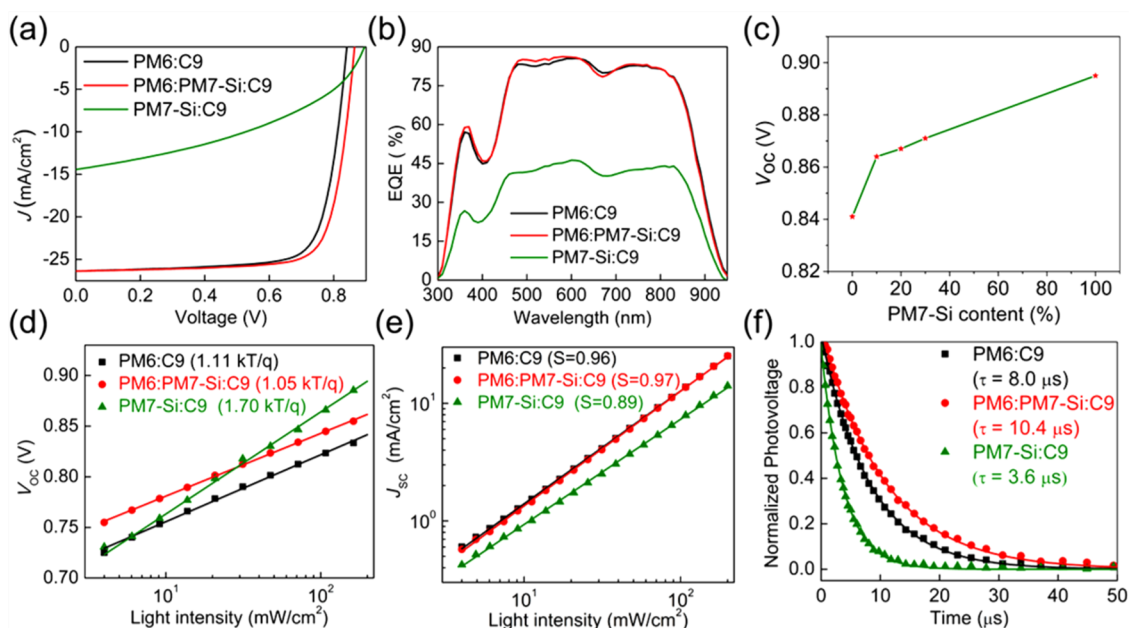 (a)
0
-5
-10
-15
-20
-25
J (mA/cm²)
PM6:C9
PM6:PM7-Si:C9
PM7-Si:C9
0.0 0.2 0.4 0.6 0.8
Voltage (V)
(b)
90
75
60
45
30
15
0
EQE ( %)
PM6:C9
PM6:PM7-Si:C9
PM7-Si:C9
300 400 500 600 700 800 900
Wavelength (nm)
(c)
0.90
0.88
0.86
0.84
0.82
VOC (V)
0 20 40 60 80 100
PM7-Si content (%)
(d)
PM6:C9 (1.11 kT/q)
PM6:PM7-Si:C9 (1.05 kT/q)
PM7-Si:C9 (1.70 kT/q)
0.90
0.85
0.80
0.75
0.70
VOC (V)
10¹ 10²
Light intensity (mW/cm²)
(e)
PM6:C9 (S=0.96)
PM6:PM7-Si:C9 (S=0.97)
PM7-Si:C9 (S=0.89)
10¹
10⁰
JSC (mA/cm²)
10¹ 10²
Light intensity (mW/cm²)
(f)
1.0
0.8
0.6
0.4
0.2
0.0
Normalized Photovoltage
PM6:C9
(τ = 8.0 μs)
PM6:PM7-Si:C9
(τ = 10.4 μs)
PM7-Si:C9
(τ = 3.6 μs)
0 10 20 30 40 50
Time (μs)